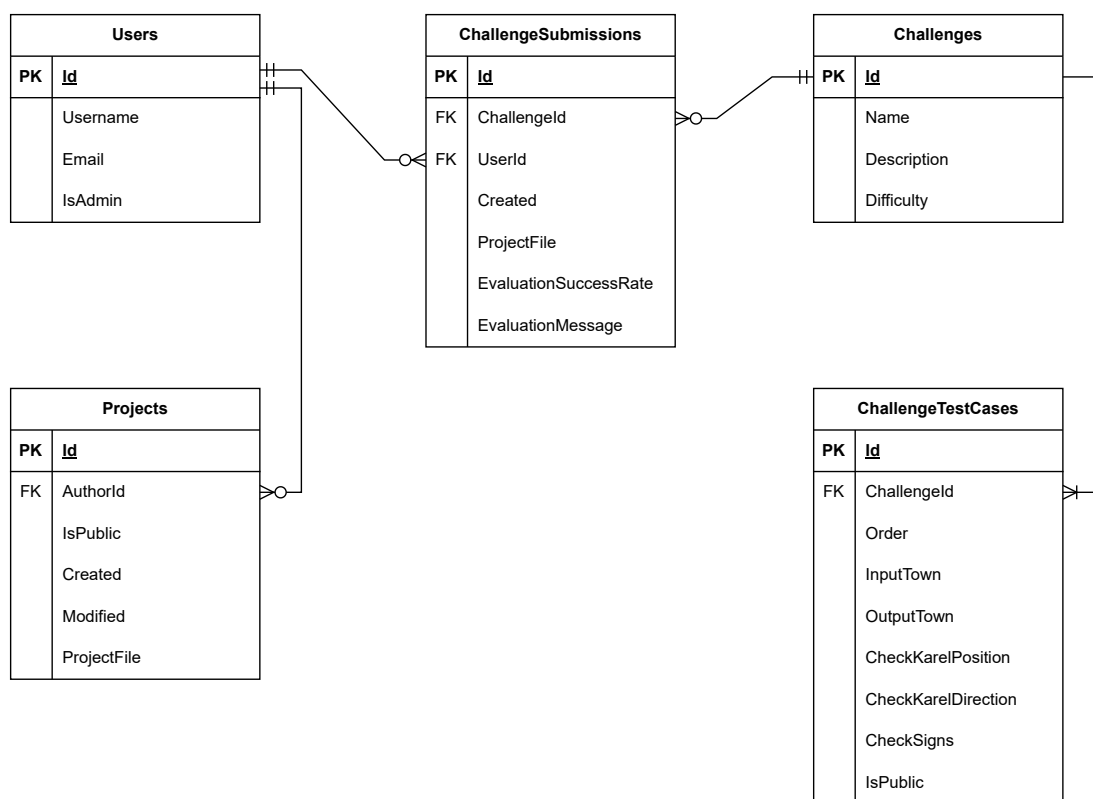 Users
PK Id
Username
Email
IsAdmin
ChallengeSubmissions
PK Id
FK ChallengeId
FK UserId
Created
ProjectFile
EvaluationSuccessRate
EvaluationMessage
Challenges
PK Id
Name
Description
Difficulty
Projects
PK Id
FK AuthorId
IsPublic
Created
Modified
ProjectFile
ChallengeTestCases
PK Id
FK ChallengeId
Order
InputTown
OutputTown
CheckKarelPosition
CheckKarelDirection
CheckSigns
IsPublic